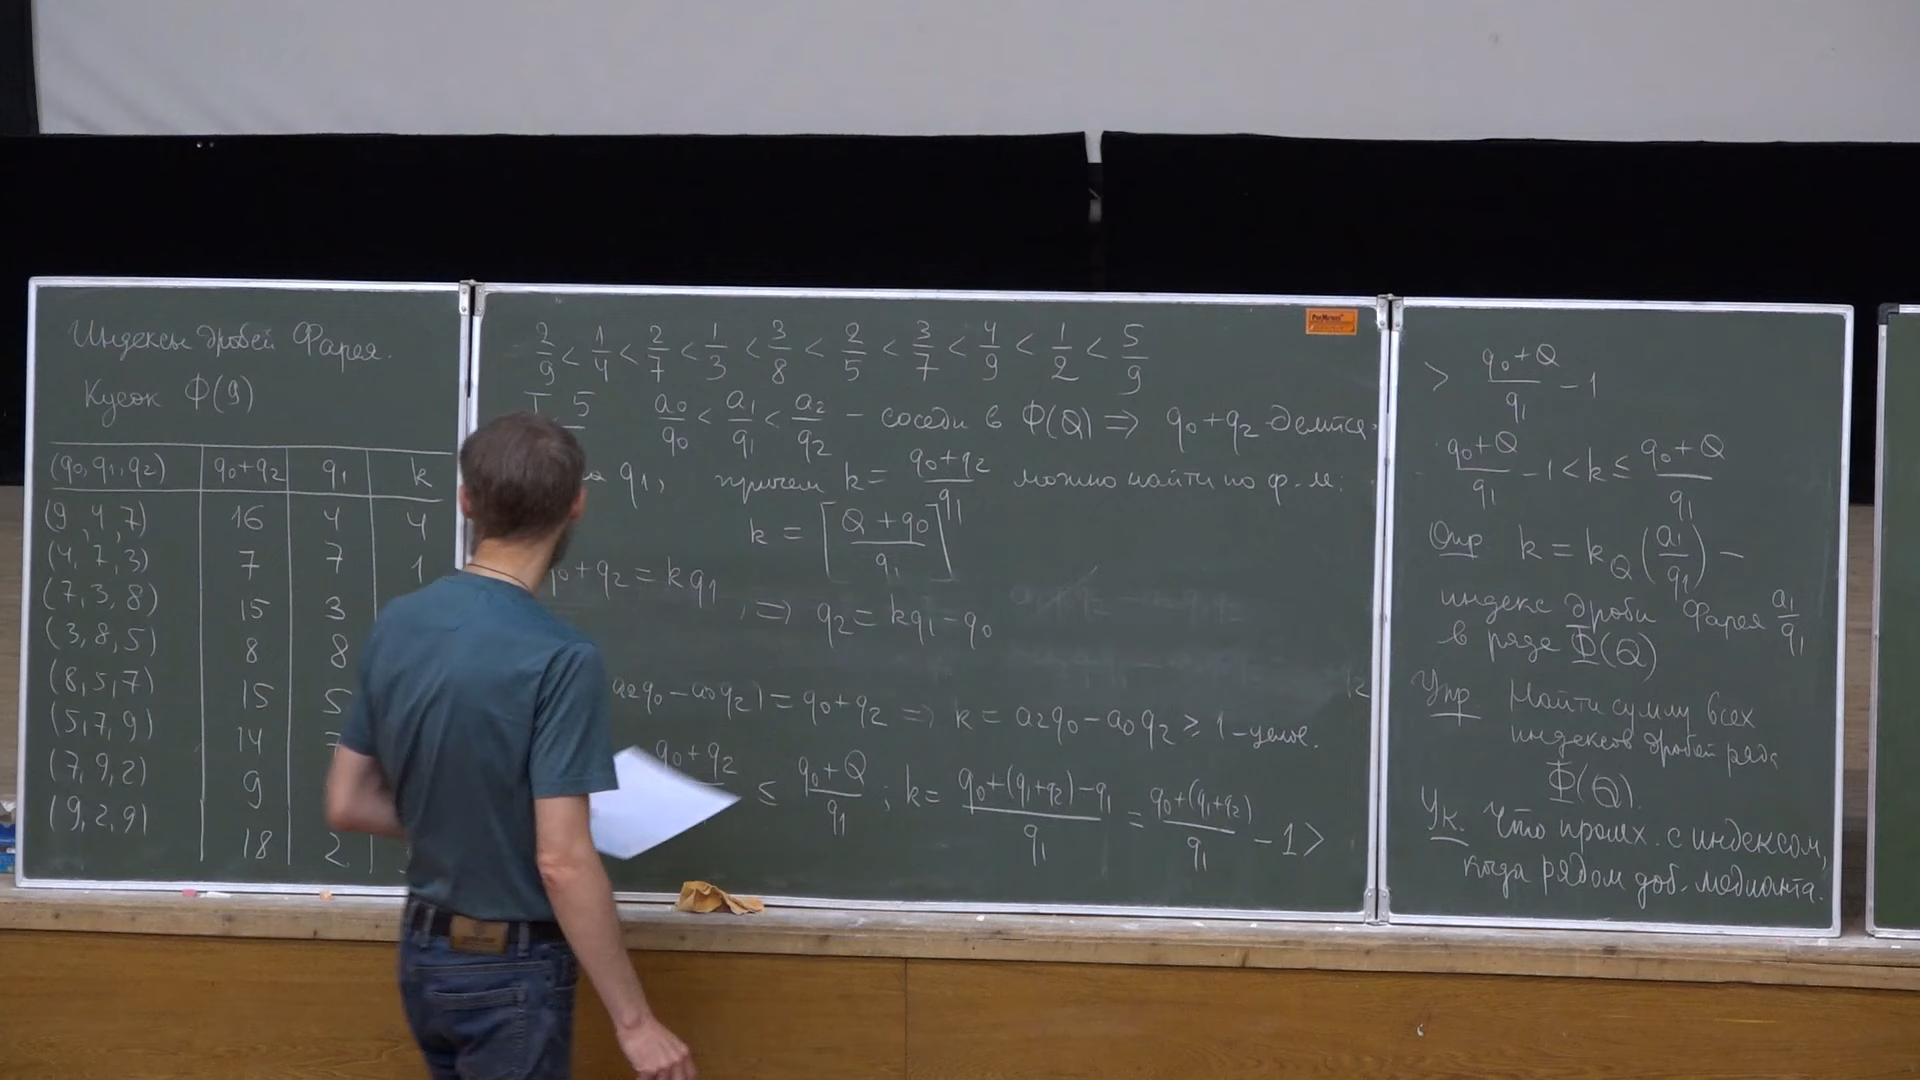 Индексы дробей Фарея.
Кусок Ф(9)
(q₀,q₁,q₂) | q₀+q₂ | q₁ | k
(9,4,7) | 16 | 4 | 4
(4,7,3) | 7 | 7 | 1
(7,3,8) | 15 | 3
(3,8,5) | 8 | 8
(8,5,7) | 15 | 5
(5,7,9) | 14 | 7
(7,9,2) | 9
(9,2,9) | 18 | 2
2/9 < 1/4 < 2/7 < 1/3 < 3/8 < 2/5 < 3/7 < 4/9 < 1/2 < 5/9
T 5 a₀/q₀ < a₁/q₁ < a₂/q₂ – соседи в Ф(Q) ⇒ q₀+q₂ делится
на q₁, причем k = (q₀+q₂)/q₁ можно найти по ф-ле:
k = [(Q+q₀)/q₁]
q₀+q₂ = kq₁, ⇒ q₂ = kq₁–q₀
a₂q₀–a₀q₂) = q₀+q₂ ⇒ k = a₂q₀–a₀q₂ ≥ 1–целое.
q₀+q₂ ≤ (q₀+Q)/q₁; k = (q₀+(q₁+q₂)–q₁)/q₁ = (q₀+(q₁+q₂))/q₁ –1 >
РосМетод
> (q₀+Q)/q₁ –1
(q₀+Q)/q₁ –1 < k ≤ (q₀+Q)/q₁
Опр k = k_Q(a₁/q₁) –
индекс дроби Фарея a₁/q₁
в ряде Ф(Q)
Упр. Найти сумму всех
индексов дробей ряда
Ф(Q).
Ук. Что произх. с индексом,
когда рядом доб. медианта.